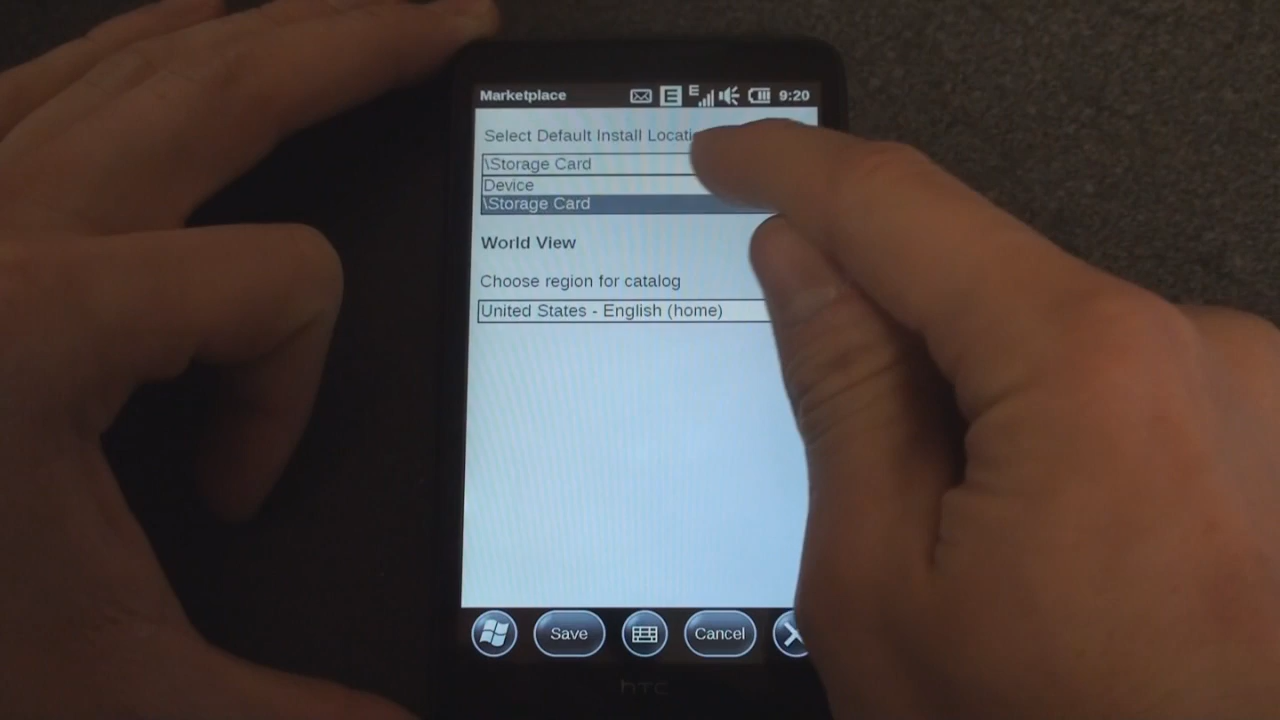 Marketplace 9:20
Select Default Install Locati
\Storage Card
Device
\Storage Card
World View
Choose region for catalog
United States - English (home)
Save Cancel
hTC